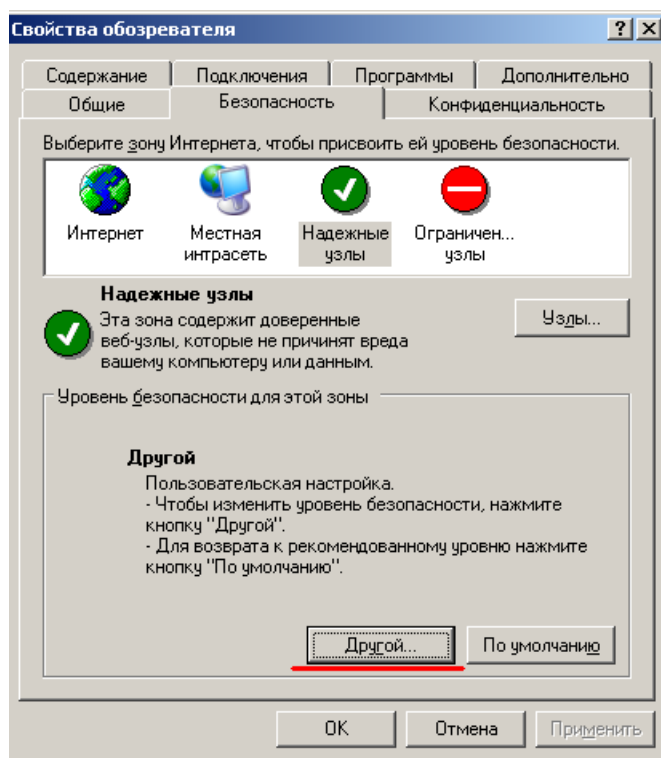 Свойства обозревателя
Содержание Подключения Программы Дополнительно
Общие Безопасность Конфиденциальность
Выберите зону Интернета, чтобы присвоить ей уровень безопасности.
Интернет Местная интрасеть Надежные узлы Ограничен... узлы
Надежные узлы
Эта зона содержит доверенные
веб-узлы, которые не причинят вреда
вашему компьютеру или данным.
Узлы...
Уровень безопасности для этой зоны
Другой
Пользовательская настройка.
- Чтобы изменить уровень безопасности, нажмите
кнопку "Другой".
- Для возврата к рекомендованному уровню нажмите
кнопку "По умолчанию".
Другой... По умолчанию
OK Отмена Применить